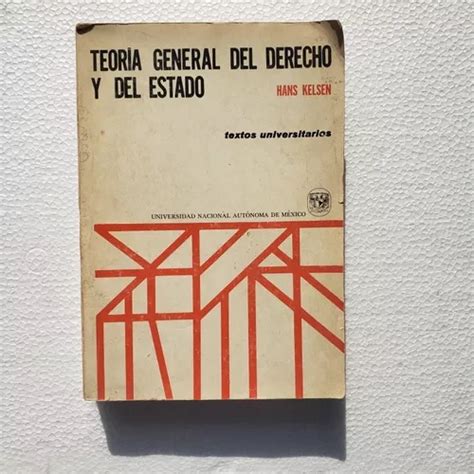 TEORÍA GENERAL DEL DERECHO
Y DEL ESTADO
HANS KELSEN
textos universitarios
UNIVERSIDAD NACIONAL AUTÓNOMA DE MÉXICO